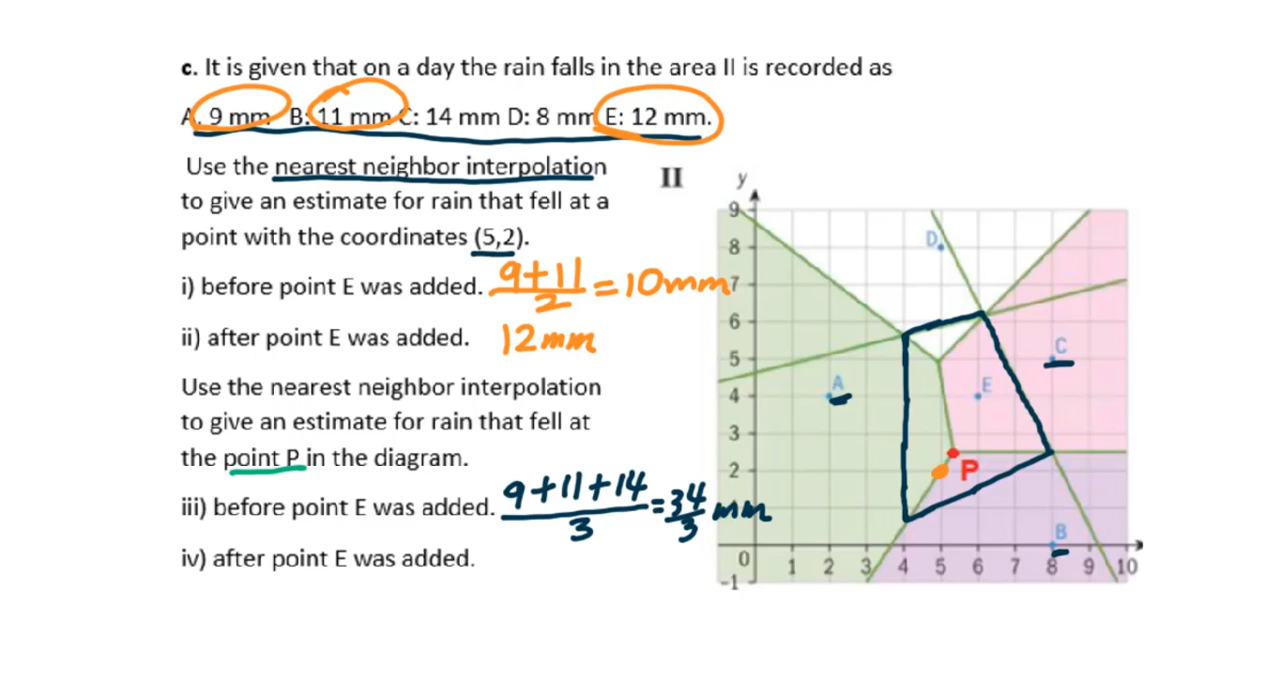 c. It is given that on a day the rain falls in the area II is recorded as
A: 9 mm B: 11 mm C: 14 mm D: 8 mm E: 12 mm.
Use the nearest neighbor interpolation
to give an estimate for rain that fell at a
point with the coordinates (5,2).
i) before point E was added. 9+11/2 = 10mm
ii) after point E was added. 12mm
Use the nearest neighbor interpolation
to give an estimate for rain that fell at
the point P in the diagram.
iii) before point E was added. 9+11+14/3 = 34/3 mm
iv) after point E was added.
II
y
9
8
7
6
5
4
3
2
-1
D
C
A
E
P
B
0 1 2 3 4 5 6 7 8 9 10